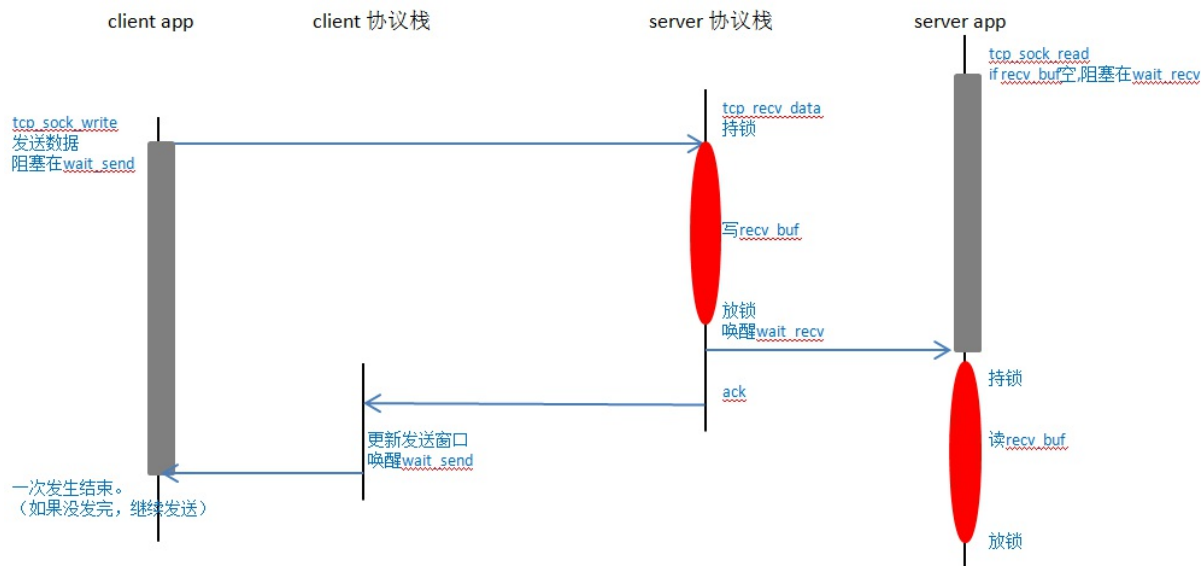 client app
client 协议栈
server 协议栈
server app
tcp_sock_read
if recv_buf空,阻塞在wait_recv
tcp_sock_write
发送数据
阻塞在wait_send
tcp_recv_data
持锁
写recv_buf
放锁
唤醒wait_recv
持锁
ack
更新发送窗口
唤醒wait_send
读recv_buf
一次发生结束。
（如果没发完，继续发送）
放锁